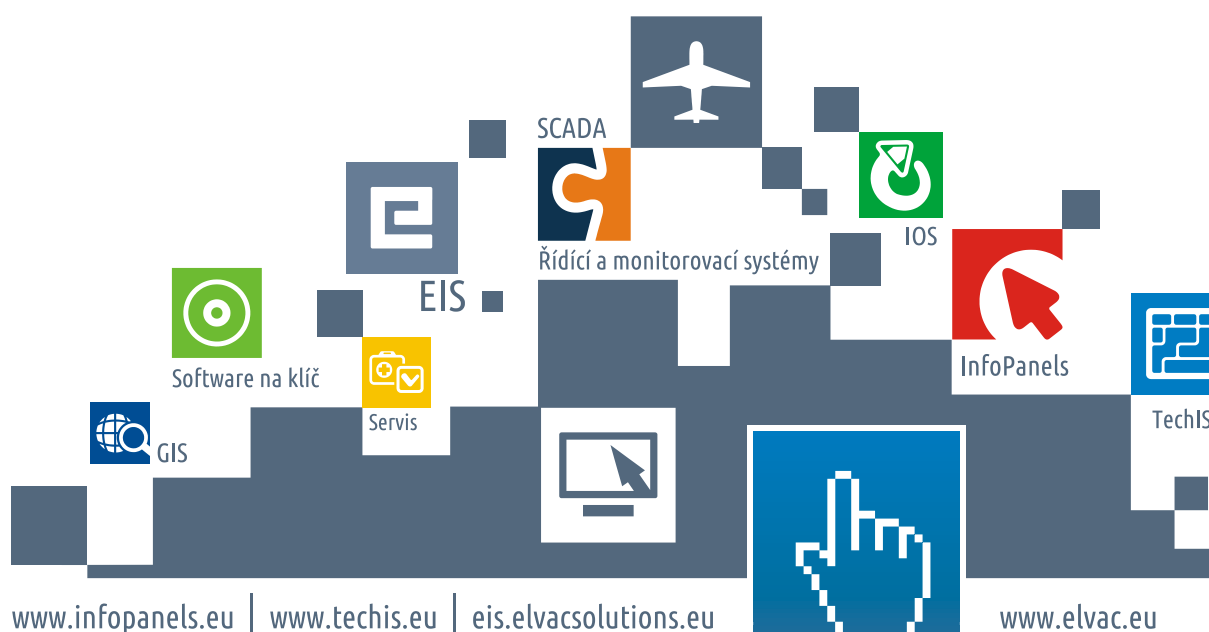 SCADA
IOS
Řídící a monitorovací systémy
EIS
InfoPanels
Software na klíč
Servis
TechIS
GIS
www.infopanels.eu | www.techis.eu | eis.elvacsolutions.eu
www.elvac.eu